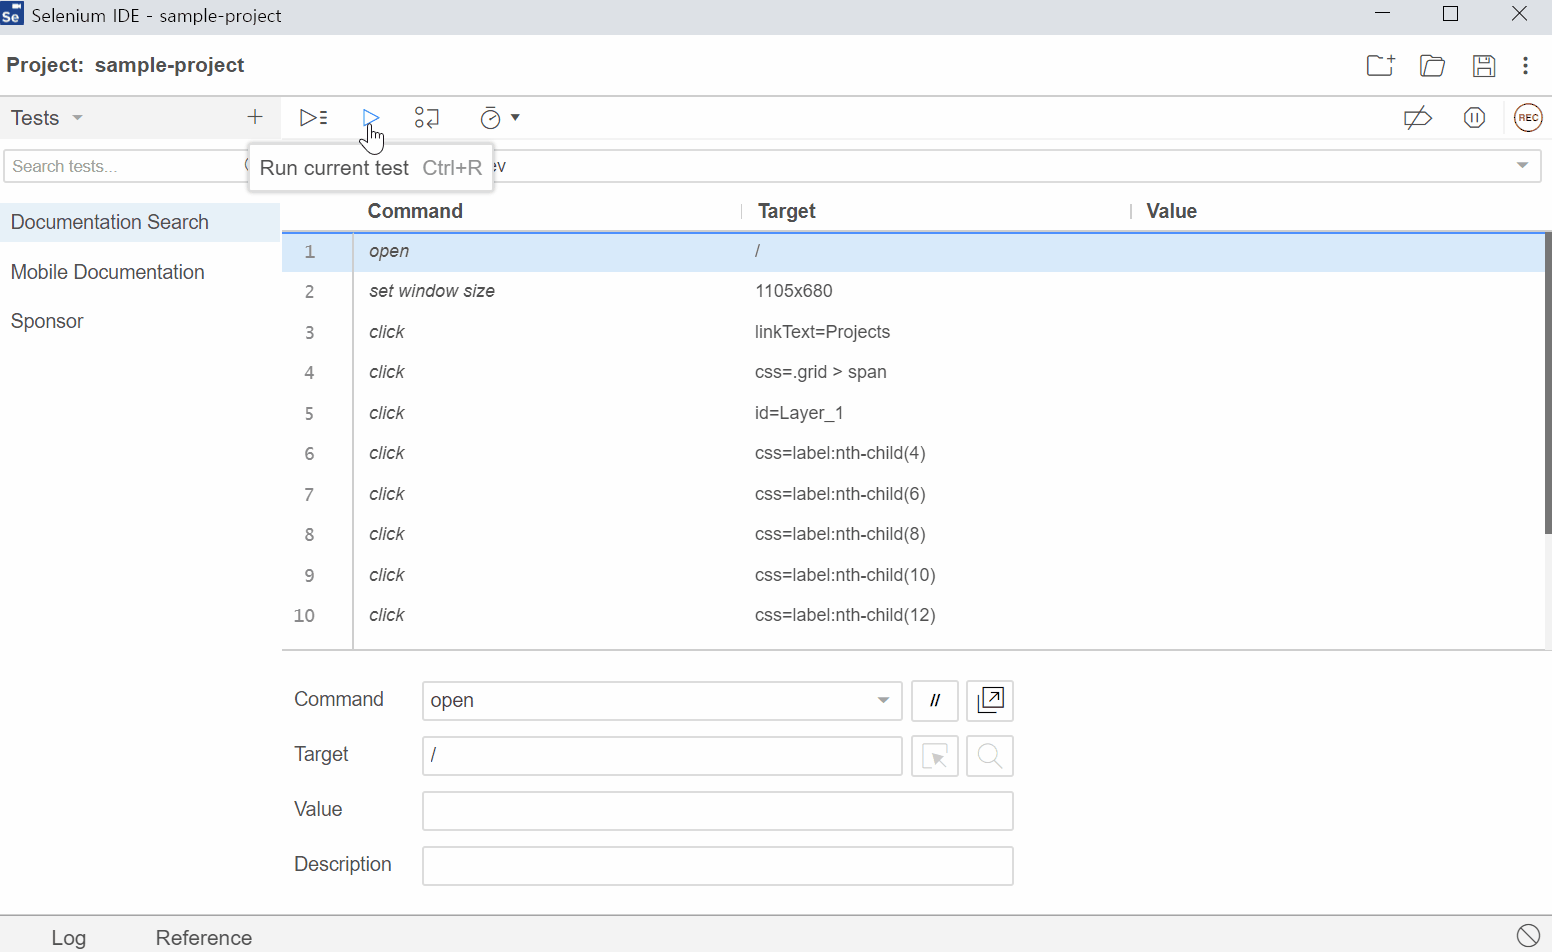 Se Selenium IDE - sample-project
Project: sample-project
Tests
REC
Search tests...
Run current test Ctrl+R
ev
Command Target Value
Documentation Search
Mobile Documentation
Sponsor
1 open /
2 set window size 1105x680
3 click linkText=Projects
4 click css=.grid > span
5 click id=Layer_1
6 click css=label:nth-child(4)
7 click css=label:nth-child(6)
8 click css=label:nth-child(8)
9 click css=label:nth-child(10)
10 click css=label:nth-child(12)
Command open //
Target /
Value
Description
Log Reference